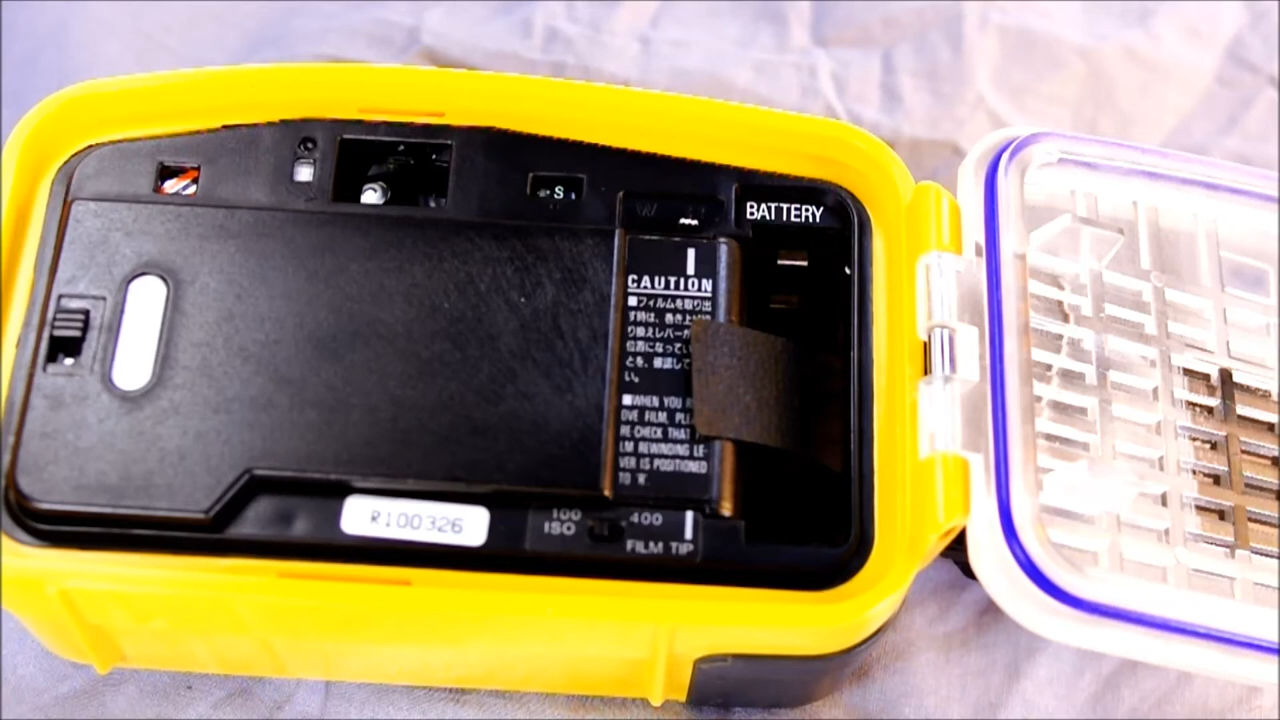 S
BATTERY
CAUTION
■フィルムを取り出
す時は、巻き上
り換えレバーが
位置になってい
とを、確認して
い。
■WHEN YOU
OVE FILM,
RE-CHECK THAT
LM REWINDING LE-
VER IS POSITIONED
TO 'R'.
R100326
100 400
ISO
FILM TIP